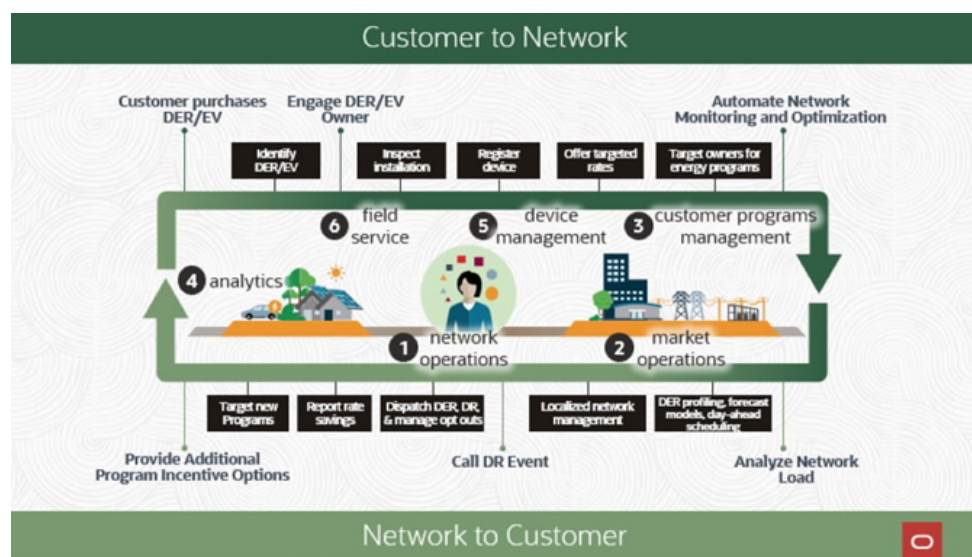 Customer to Network
Customer purchases
DER/EV
Engage DER/EV
Owner
Automate Network
Monitoring and Optimization
Identify
DER/EV
Inspect
installation
Register
device
Offer targeted
rates
Target owners for
energy programs
6 field
service
5 device
management
3 customer programs
management
4 analytics
1 network
operations
2 market
operations
Target new
Programs
Report rate
savings
Dispatch DER, DR,
& manage opt outs
Localized network
management
DER profiling, forecast
models, day-ahead
scheduling
Provide Additional
Program Incentive Options
Call DR Event
Analyze Network
Load
Network to Customer